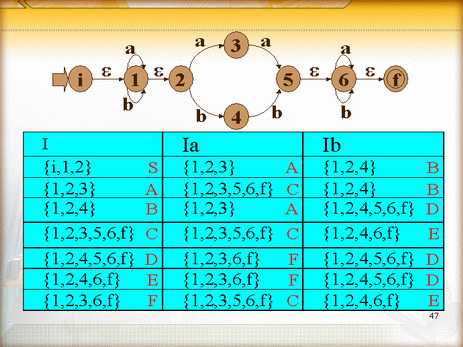 a a 3 a a
i ε 1 ε 2 5 ε 6 ε f
b b 4 b b
I Ia Ib
{i,1,2} S {1,2,3} A {1,2,4} B
{1,2,3} A {1,2,3,5,6,f} C {1,2,4} B
{1,2,4} B {1,2,3} A {1,2,4,5,6,f} D
{1,2,3,5,6,f} C {1,2,3,5,6,f} C {1,2,4,6,f} E
{1,2,4,5,6,f} D {1,2,3,6,f} F {1,2,4,5,6,f} D
{1,2,4,6,f} E {1,2,3,6,f} F {1,2,4,5,6,f} D
{1,2,3,6,f} F {1,2,3,5,6,f} C {1,2,4,6,f} E
47